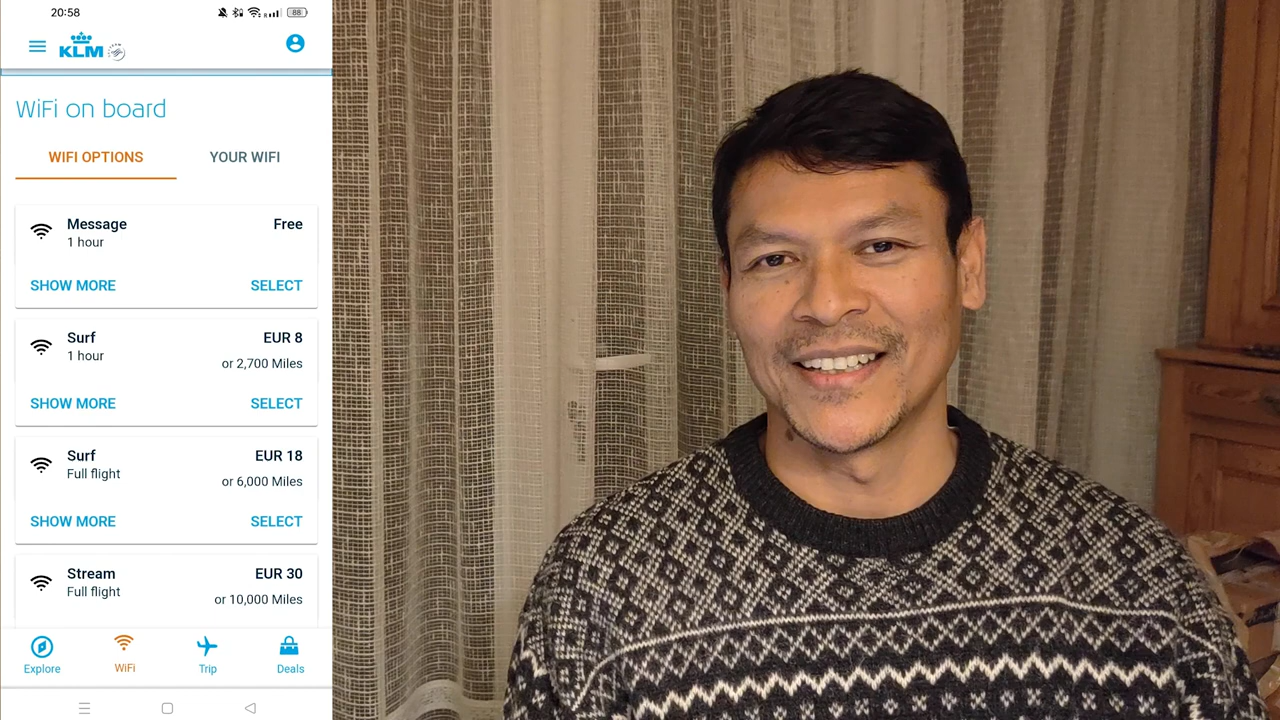 20:58
88
KLM
WiFi on board
WIFI OPTIONS
YOUR WIFI
Message
Free
1 hour
SHOW MORE
SELECT
Surf
EUR 8
1 hour
or 2,700 Miles
SHOW MORE
SELECT
Surf
EUR 18
Full flight
or 6,000 Miles
SHOW MORE
SELECT
Stream
EUR 30
Full flight
or 10,000 Miles
Explore
WiFi
Trip
Deals